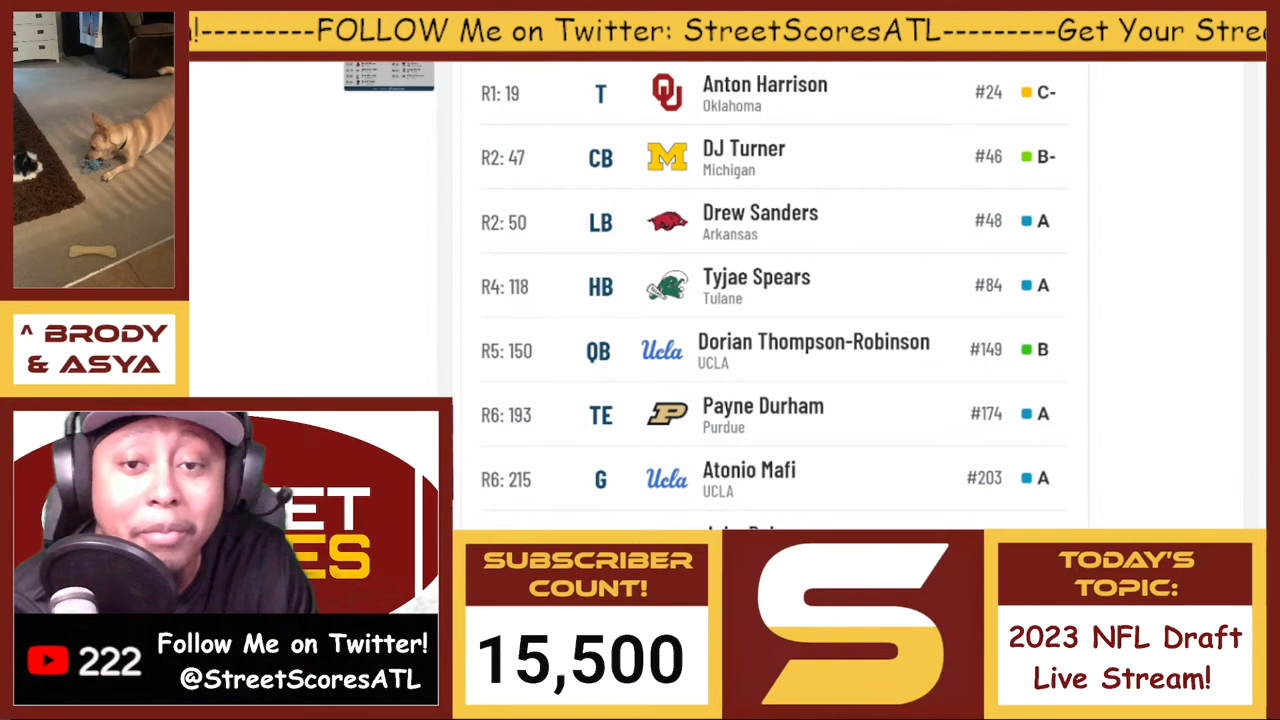 !---------FOLLOW Me on Twitter: StreetScoresATL---------Get Your Stree
R1: 19 T OU Anton Harrison #24 C-
Oklahoma
R2: 47 CB M DJ Turner #46 B-
Michigan
R2: 50 LB Drew Sanders #48 A
Arkansas
R4: 118 HB Tyjae Spears #84 A
Tulane
R5: 150 QB Ucla Dorian Thompson-Robinson #149 B
UCLA
R6: 193 TE P Payne Durham #174 A
Purdue
R6: 215 G Ucla Atonio Mafi #203 A
UCLA
^ BRODY
& ASYA
ET
ES
222
Follow Me on Twitter!
@StreetScoresATL
SUBSCRIBER
COUNT!
15,500
S
TODAY'S
TOPIC:
2023 NFL Draft
Live Stream!